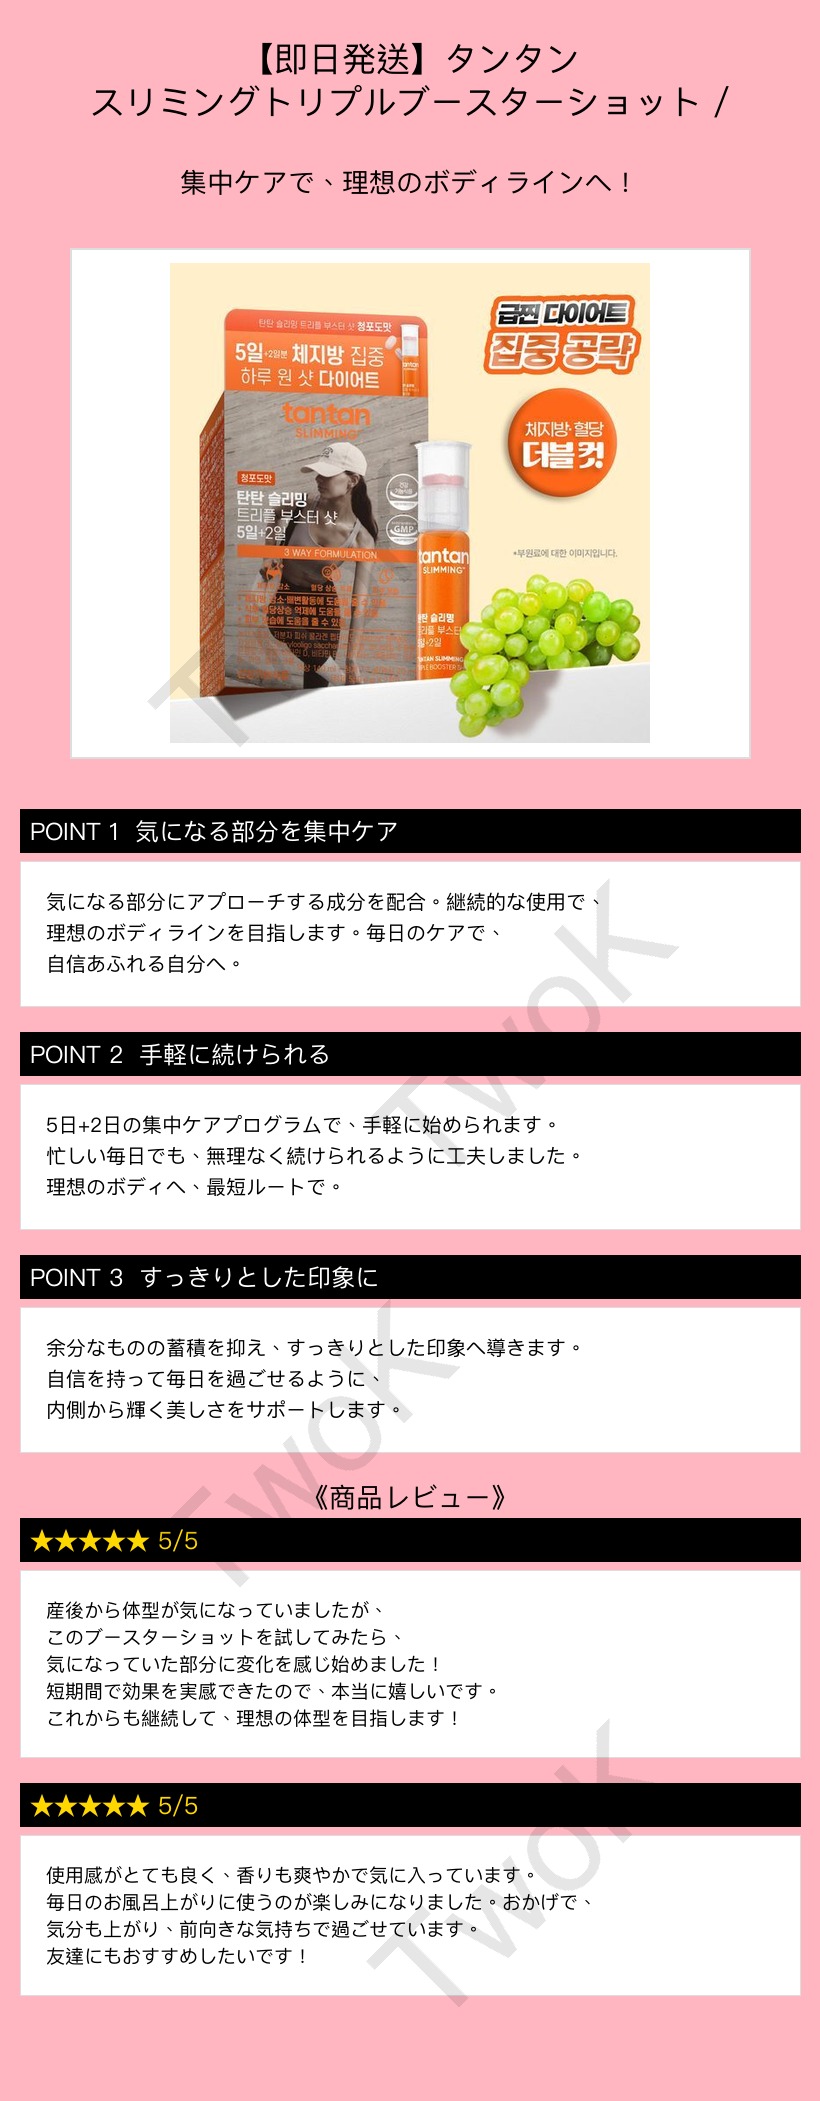 【即日発送】タンタン
スリミングトリプルブースターショット /
集中ケアで、理想のボディラインへ！
탄탄 슬리밍 트리플 부스터 샷 청포도맛
5일+2일분 체지방 집중
하루 원 샷 다이어트
tantan
SLIMMING
청포도맛
탄탄 슬리밍
트리플 부스터 샷
5일+2일
3 WAY FORMULATION
GMP
급찐 다이어트
집중 공략
체지방·혈당
더블 컷!
*부원료에 대한 이미지입니다.
tantan
SLIMMING
POINT 1 気になる部分を集中ケア
気になる部分にアプローチする成分を配合。継続的な使用で、
理想のボディラインを目指します。毎日のケアで、
自信あふれる自分へ。
POINT 2 手軽に続けられる
5日+2日の集中ケアプログラムで、手軽に始められます。
忙しい毎日でも、無理なく続けられるように工夫しました。
理想のボディへ、最短ルートで。
POINT 3 すっきりとした印象に
余分なものの蓄積を抑え、すっきりとした印象へ導きます。
自信を持って毎日を過ごせるように、
内側から輝く美しさをサポートします。
《商品レビュー》
★★★★★ 5/5
産後から体型が気になっていましたが、
このブースターショットを試してみたら、
気になっていた部分に変化を感じ始めました！
短期間で効果を実感できたので、本当に嬉しいです。
これからも継続して、理想の体型を目指します！
★★★★★ 5/5
使用感がとても良く、香りも爽やかで気に入っています。
毎日のお風呂上がりに使うのが楽しみになりました。おかげで、
気分も上がり、前向きな気持ちで過ごせています。
友達にもおすすめしたいです！
TwoK
TwoK
TwoK